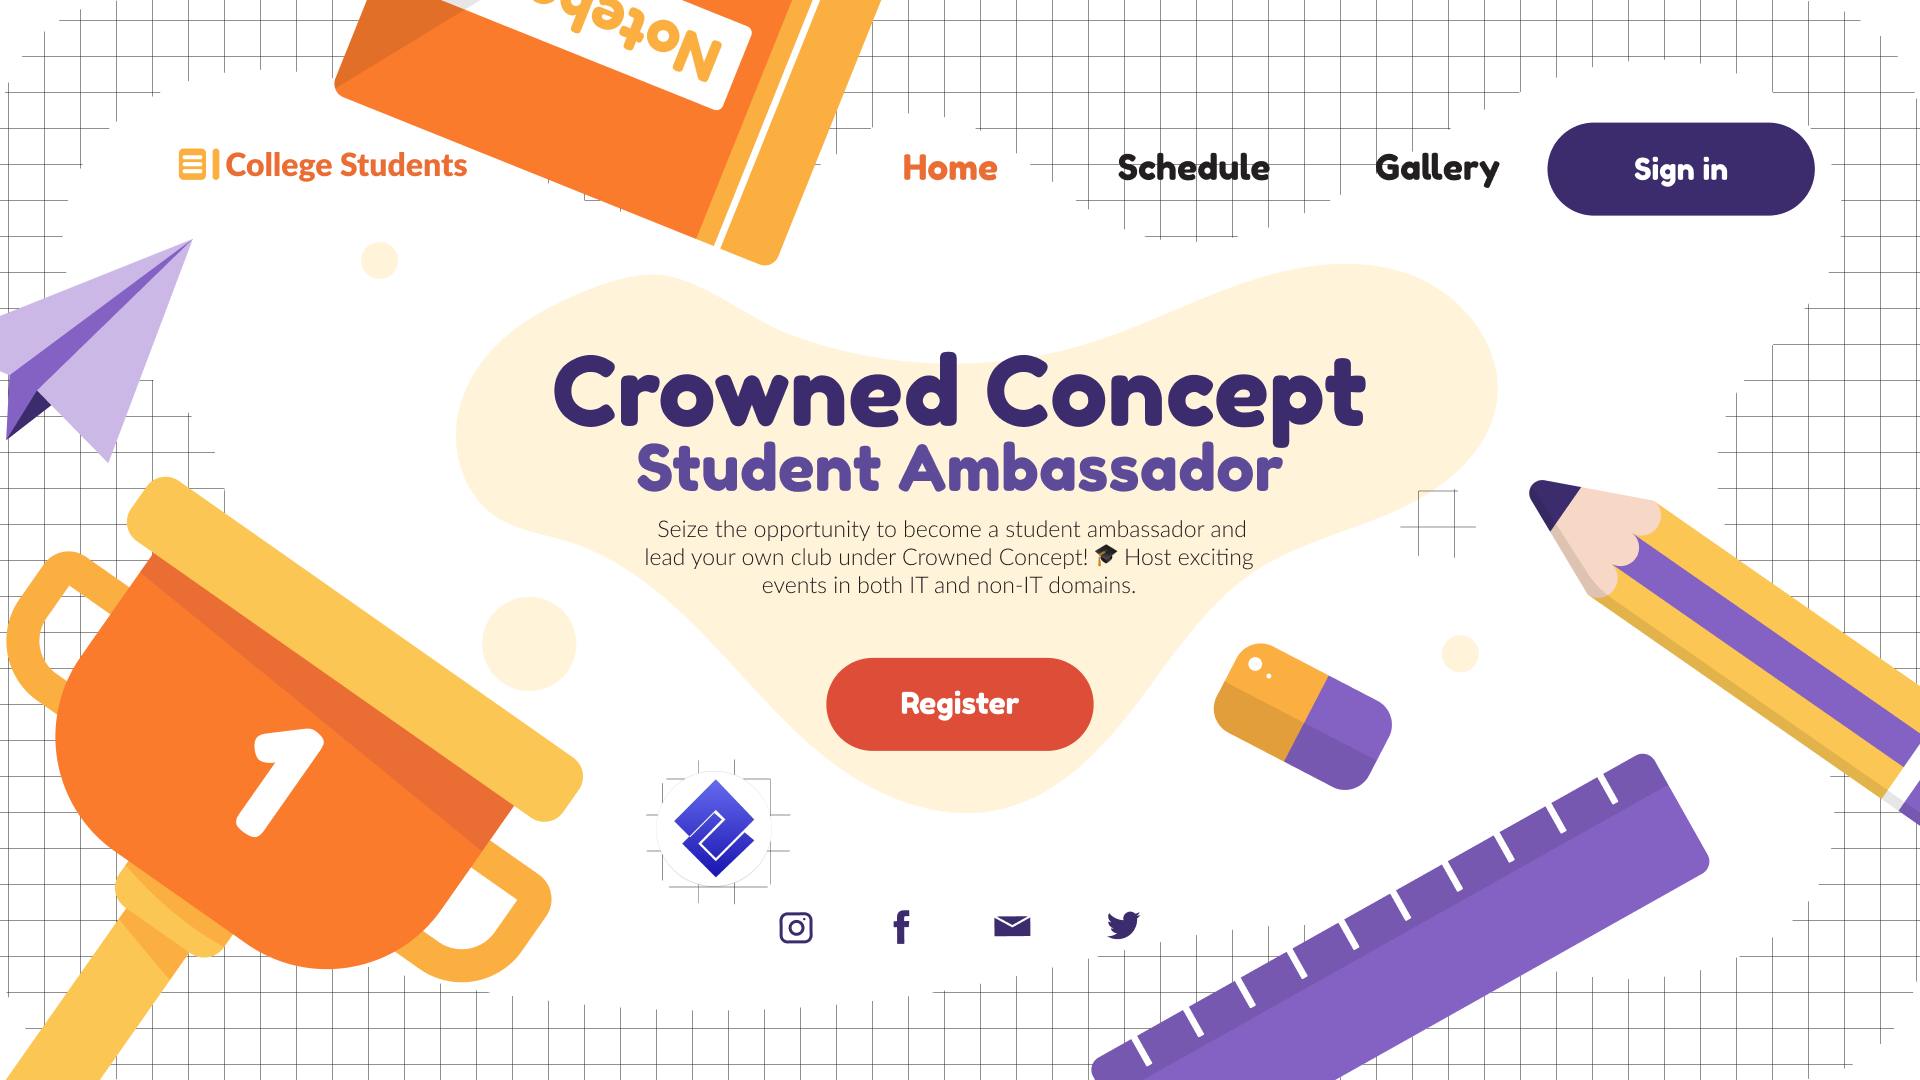 Notebo
College Students
Home
Schedule
Gallery
Sign in
Crowned Concept
Student Ambassador
Seize the opportunity to become a student ambassador and
lead your own club under Crowned Concept! 🎓 Host exciting
events in both IT and non-IT domains.
Register
1